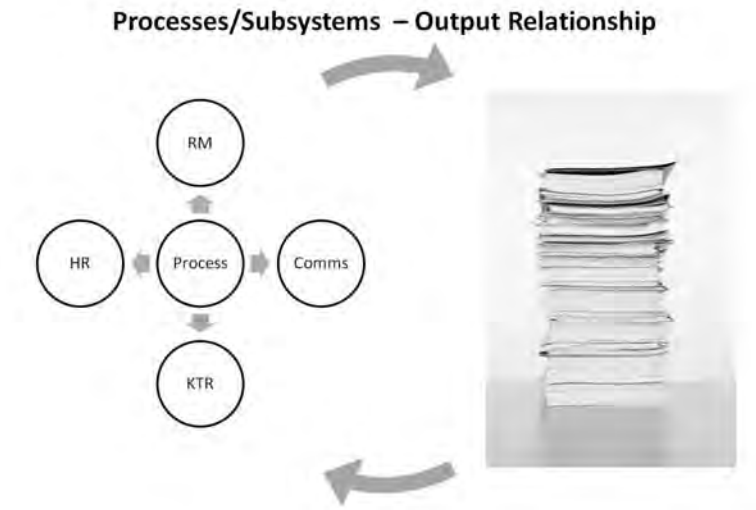 Processes/Subsystems – Output Relationship
RM
HR
Process
Comms
KTR